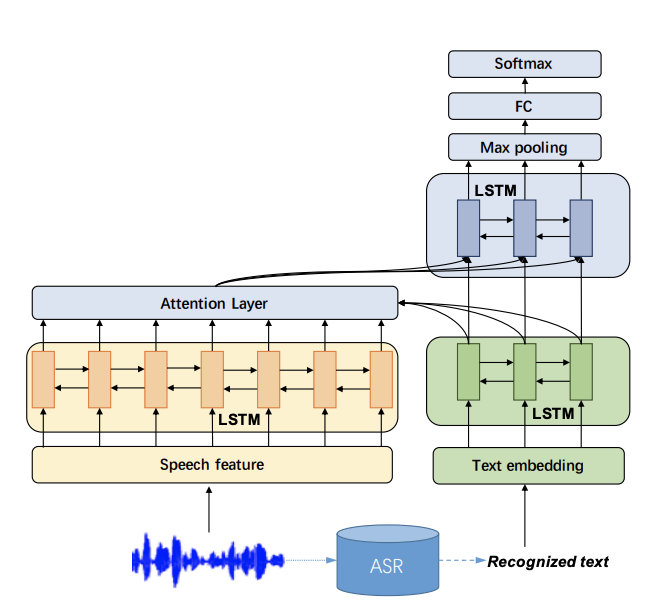 Softmax
FC
Max pooling
LSTM
Attention Layer
LSTM
LSTM
Speech feature
Text embedding
ASR
Recognized text